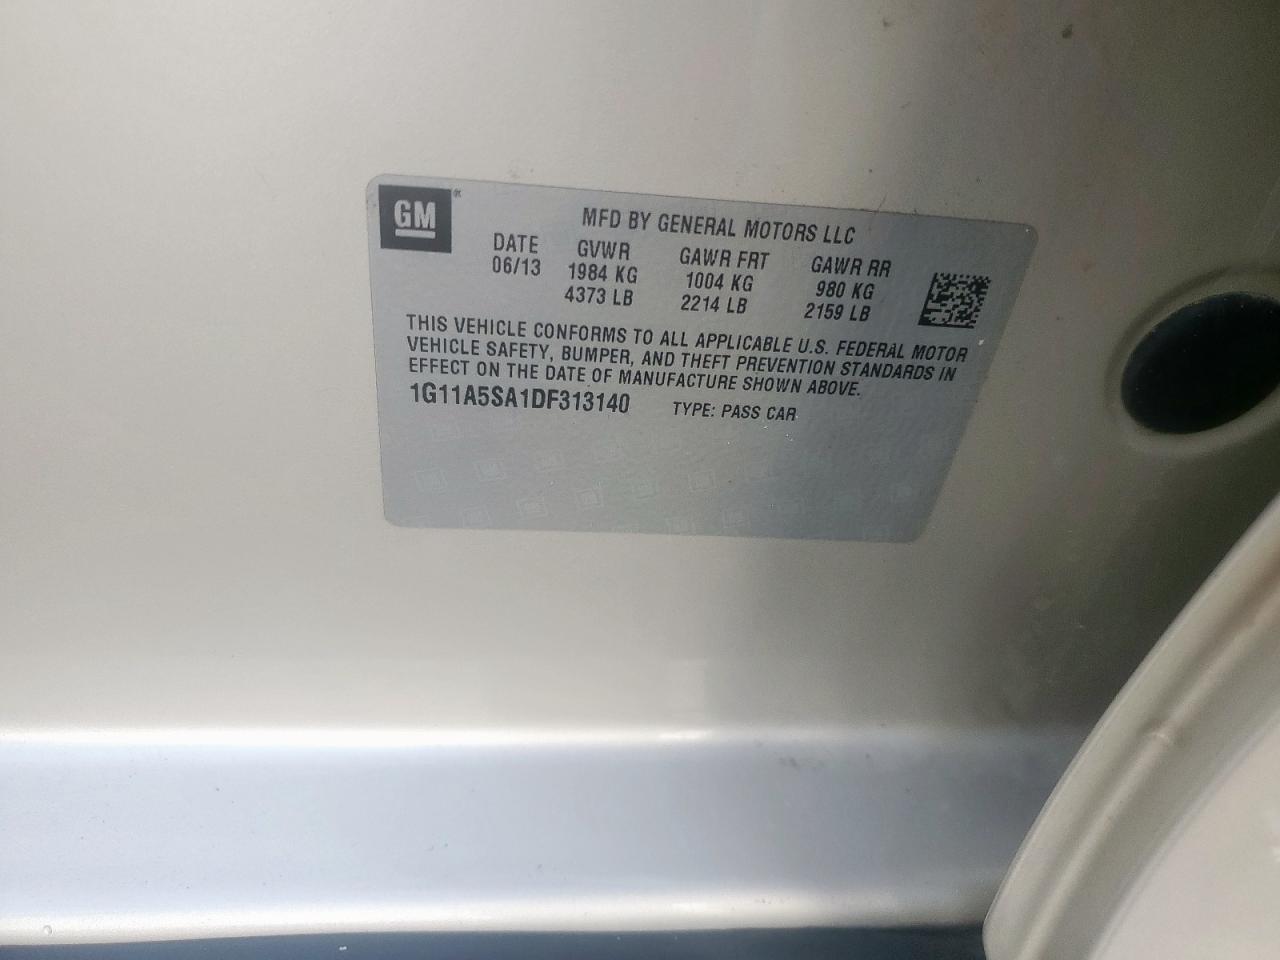 GM
MFD BY GENERAL MOTORS LLC
DATE GVWR GAWR FRT GAWR RR
06/13 1984 KG 1004 KG 980 KG
4373 LB 2214 LB 2159 LB
THIS VEHICLE CONFORMS TO ALL APPLICABLE U.S. FEDERAL MOTOR
VEHICLE SAFETY, BUMPER, AND THEFT PREVENTION STANDARDS IN
EFFECT ON THE DATE OF MANUFACTURE SHOWN ABOVE.
1G11A5SA1DF313140 TYPE: PASS CAR